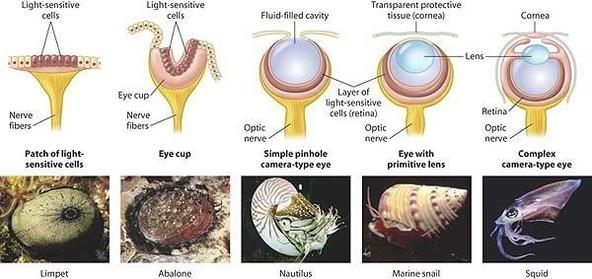 Light-sensitive
cells
Light-sensitive
cells
Fluid-filled cavity
Transparent protective
tissue (cornea)
Cornea
Lens
Eye cup
Layer of
light-sensitive
cells (retina)
Retina
Nerve
fibers
Nerve
fibers
Optic
nerve
Optic
nerve
Optic
nerve
Patch of light-
sensitive cells
Eye cup
Simple pinhole
camera-type eye
Eye with
primitive lens
Complex
camera-type eye
Limpet
Abalone
Nautilus
Marine snail
Squid